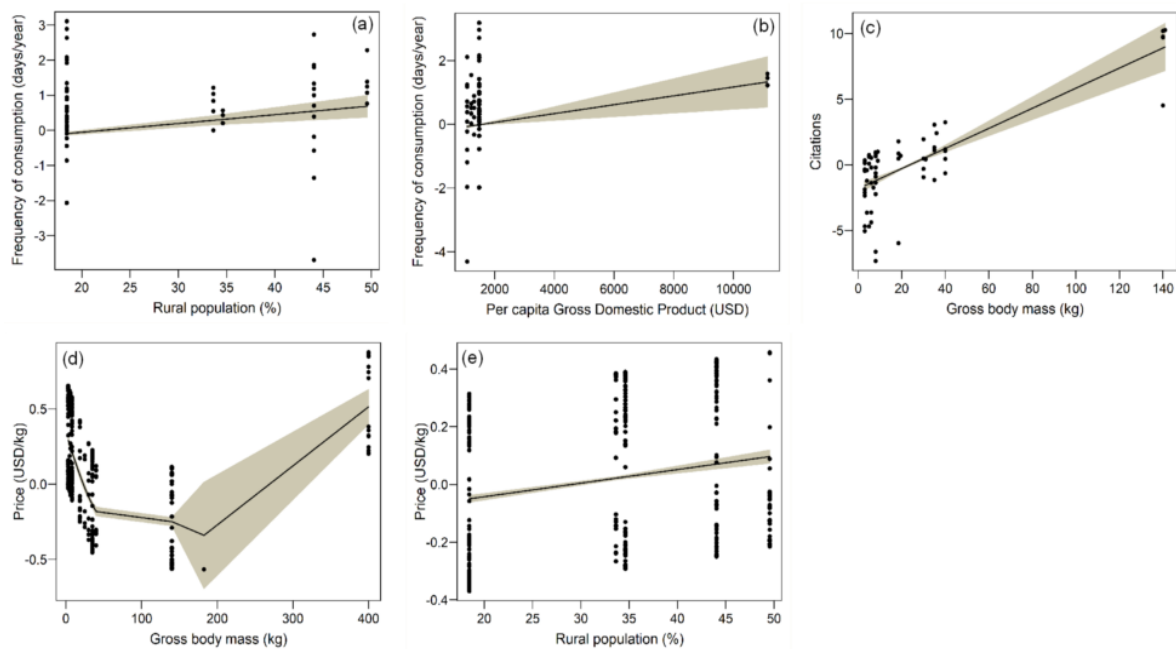 (a)
Frequency of consumption (days/year)
3
2
1
0
-1
-2
-3
20 25 30 35 40 45 50
Rural population (%)
(b)
Frequency of consumption (days/year)
2
0
-2
-4
2000 4000 6000 8000 10000
Per capita Gross Domestic Product (USD)
(c)
Citations
10
5
0
-5
0 20 40 60 80 100 120 140
Gross body mass (kg)
(d)
Price (USD/kg)
0.5
0.0
-0.5
0 100 200 300 400
Gross body mass (kg)
(e)
Price (USD/kg)
0.4
0.2
0.0
-0.2
-0.4
20 25 30 35 40 45 50
Rural population (%)